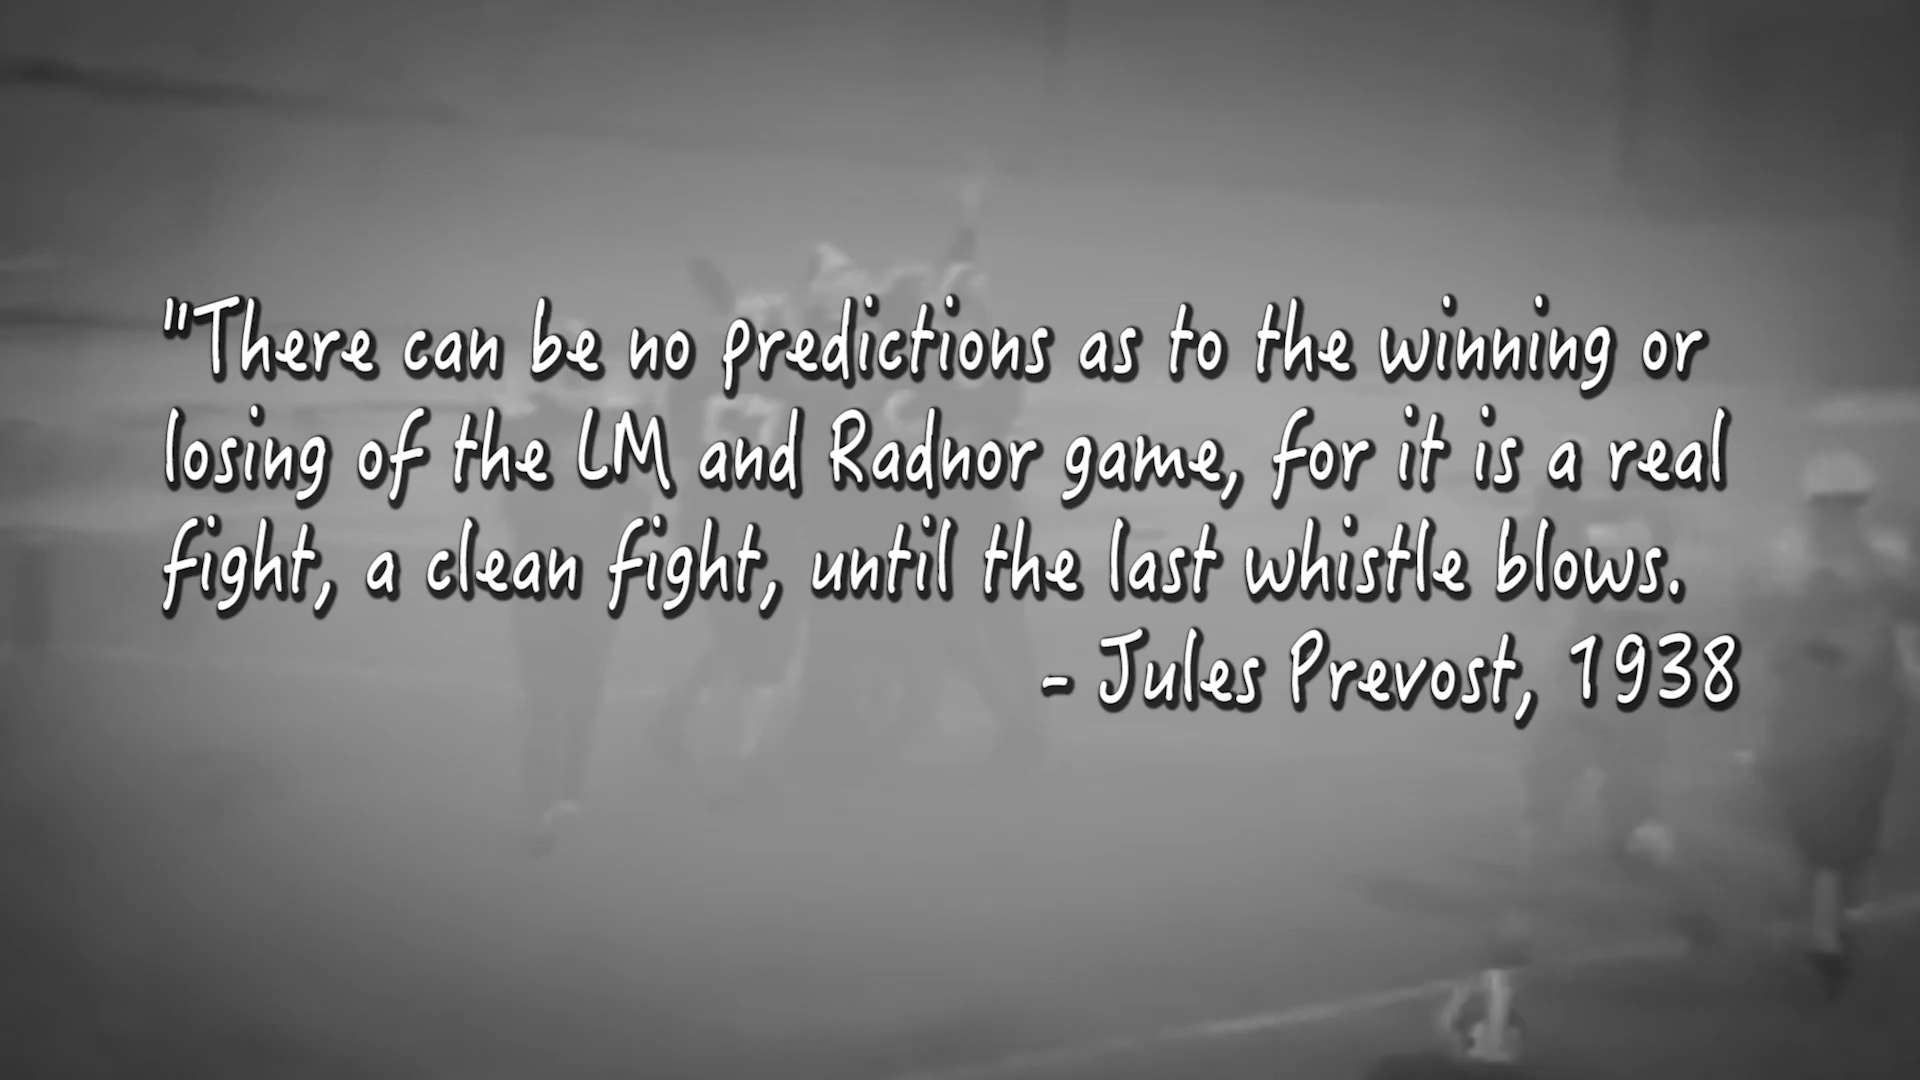 "There can be no predictions as to the winning or
losing of the LM and Radnor game, for it is a real
fight, a clean fight, until the last whistle blows.
- Jules Prevost, 1938